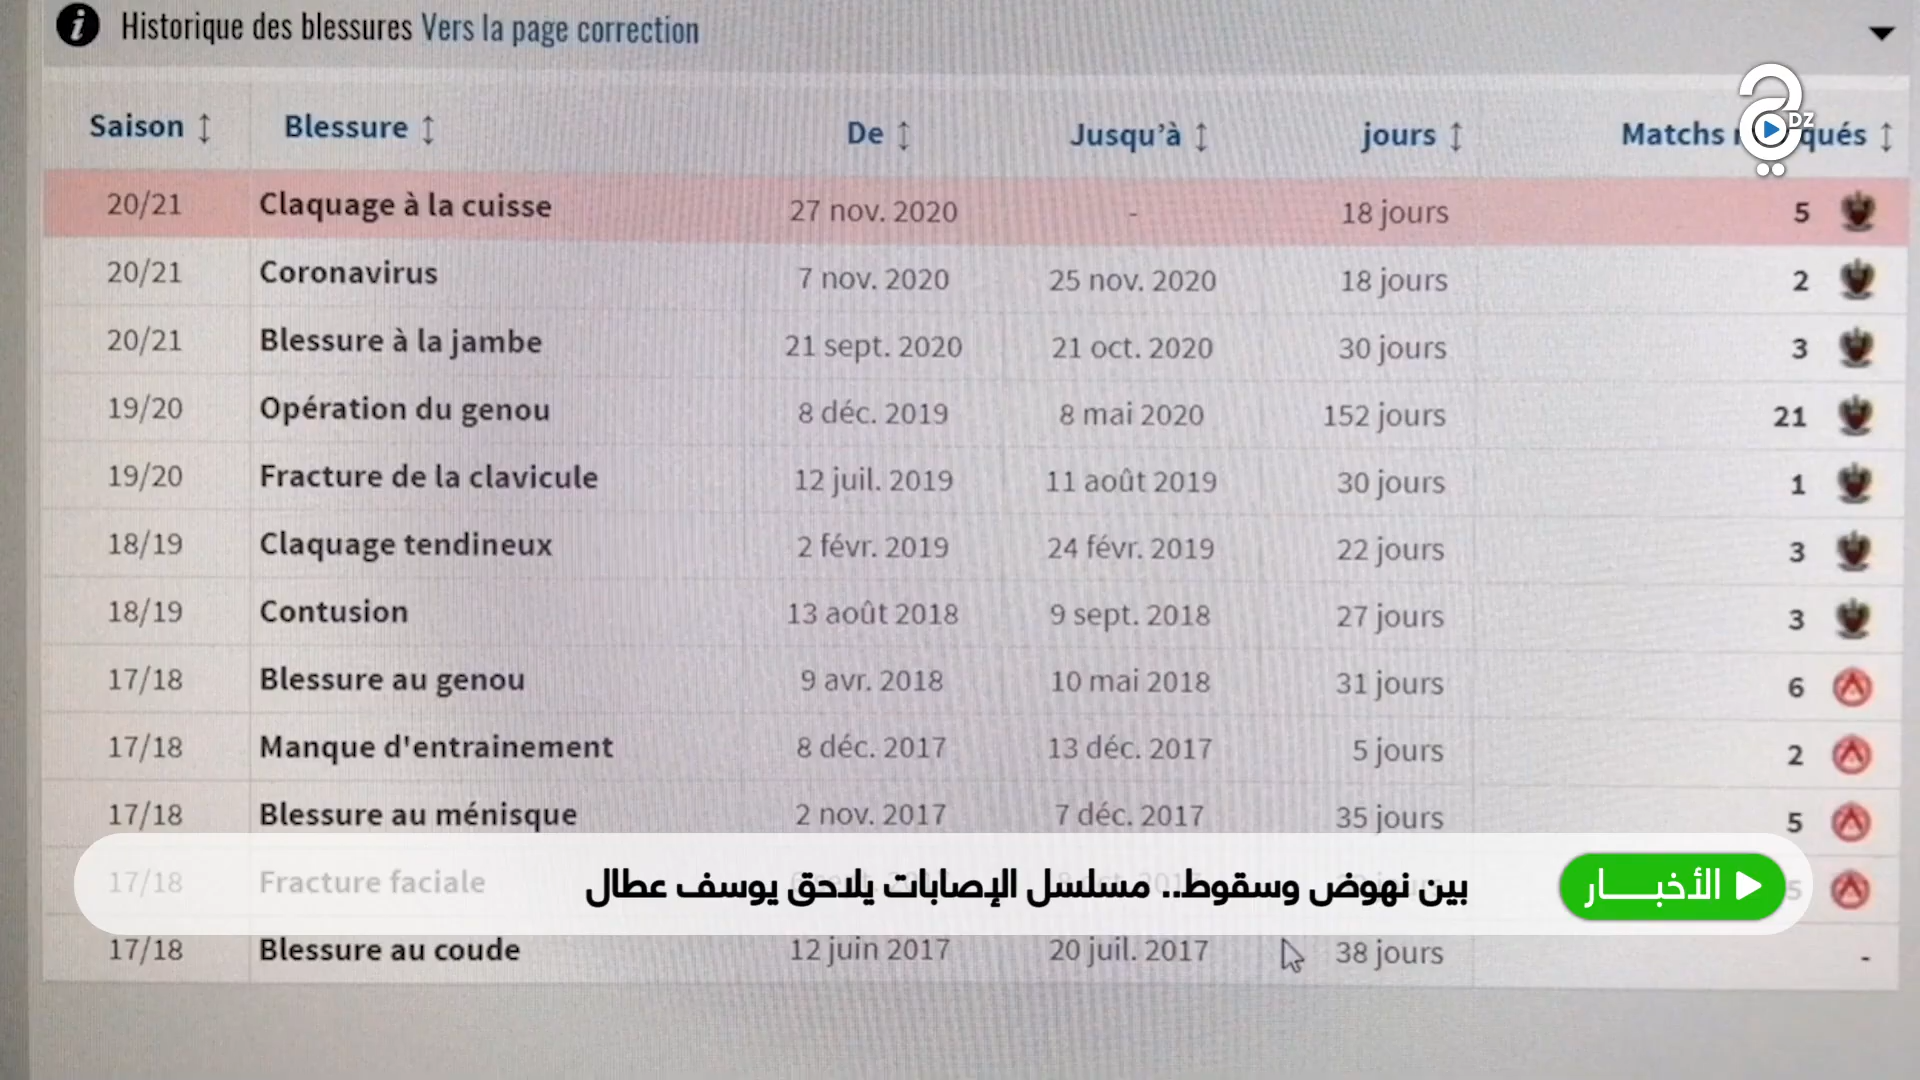 Historique des blessures Vers la page correction
Saison Blessure De Jusqu'à jours Matchs
DZ
20/21 Claquage à la cuisse 27 nov. 2020 - 18 jours 5
20/21 Coronavirus 7 nov. 2020 25 nov. 2020 18 jours 2
20/21 Blessure à la jambe 21 sept. 2020 21 oct. 2020 30 jours 3
19/20 Opération du genou 8 déc. 2019 8 mai 2020 152 jours 21
19/20 Fracture de la clavicule 12 juil. 2019 11 août 2019 30 jours 1
18/19 Claquage tendineux 2 févr. 2019 24 févr. 2019 22 jours 3
18/19 Contusion 13 août 2018 9 sept. 2018 27 jours 3
17/18 Blessure au genou 9 avr. 2018 10 mai 2018 31 jours 6
17/18 Manque d'entrainement 8 déc. 2017 13 déc. 2017 5 jours 2
17/18 Blessure au ménisque 2 nov. 2017 7 déc. 2017 35 jours 5
17/18 Fracture faciale 5
الأخبـــار
بين نهوض وسقوط.. مسلسل الإصابات يلاحق يوسف عطال
17/18 Blessure au coude 12 juin 2017 20 juil. 2017 38 jours -